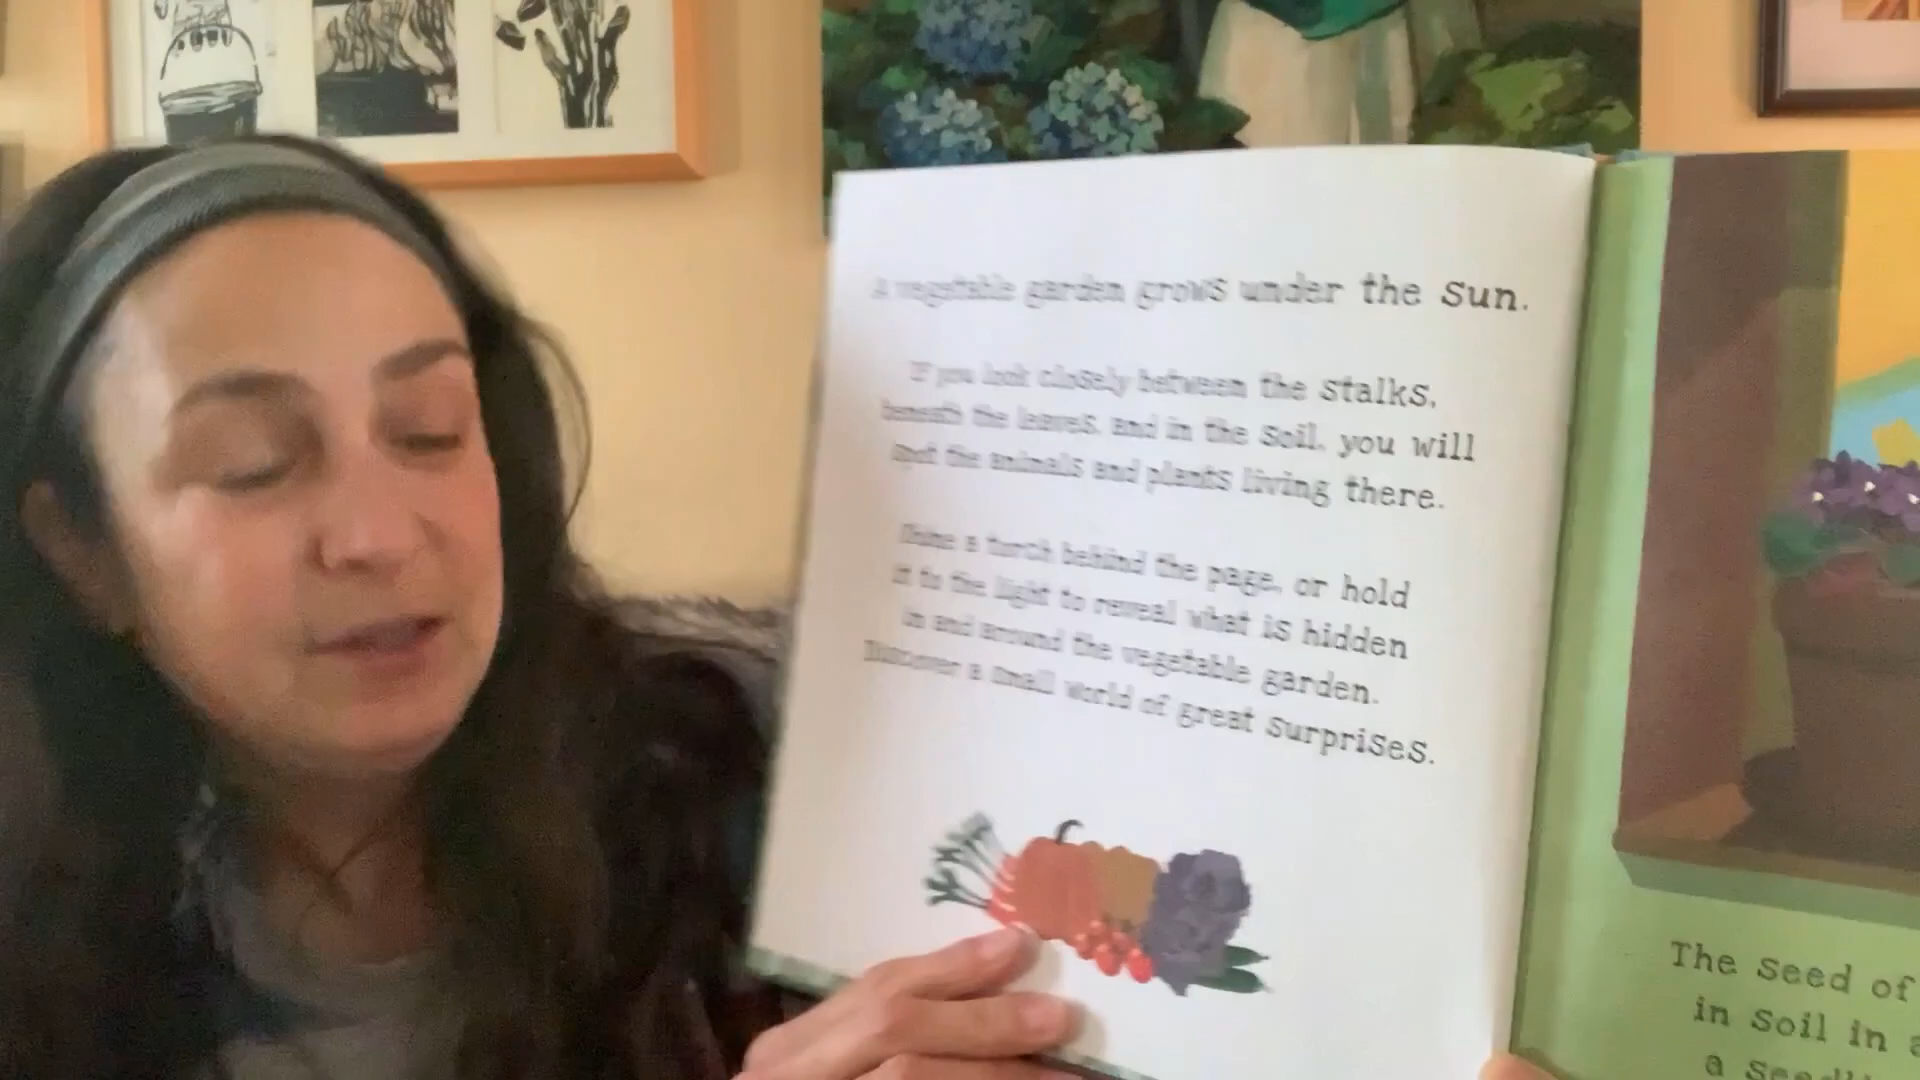 A vegetable garden grows under the sun.
If you look closely between the stalks,
beneath the leaves, and in the soil, you will
spot the animals and plants living there.
Shine a torch behind the page, or hold
it to the light to reveal what is hidden
in and around the vegetable garden.
Discover a small world of great surprises.
The seed of
in soil in a
a seedli